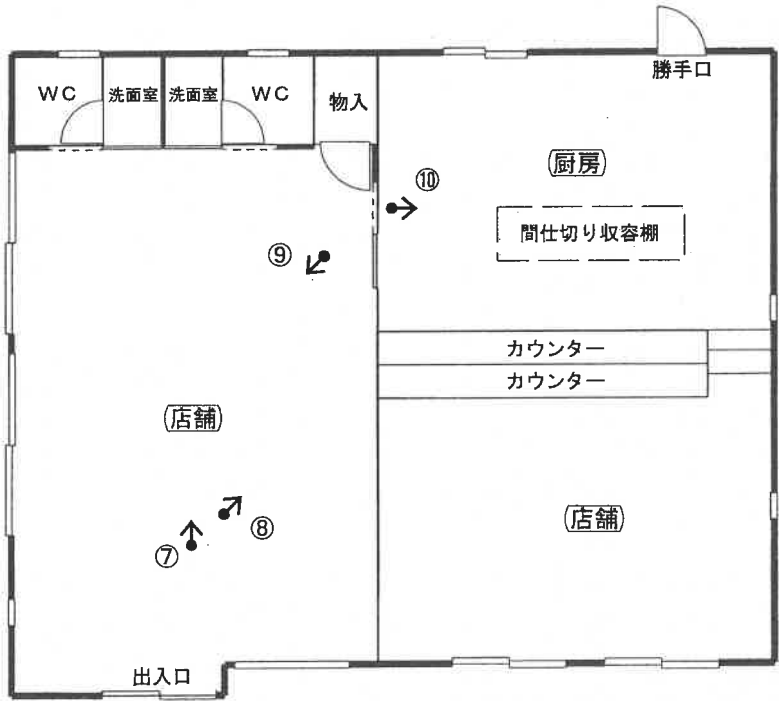 勝手口
WC
洗面室
洗面室
WC
物入
厨房
⑩
間仕切り収容棚
⑨
カウンター
カウンター
店舗
店舗
⑧
⑦
出入口